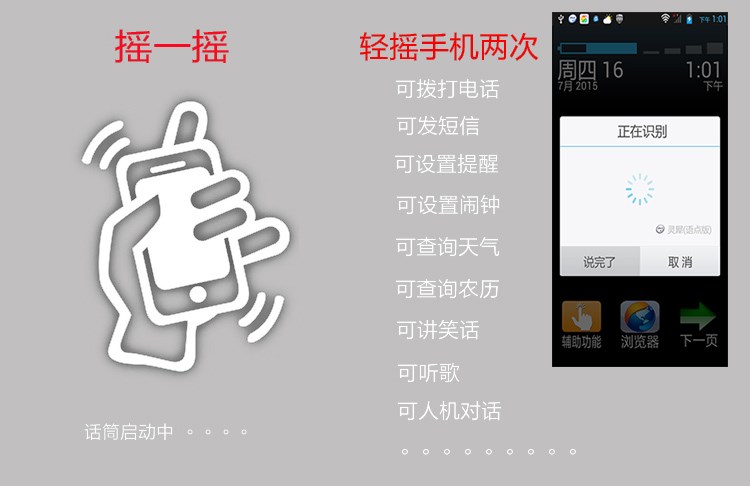 摇一摇
话筒启动中 。。。。
轻摇手机两次
可拨打电话
可发短信
可设置提醒
可设置闹钟
可查询天气
可查询农历
可讲笑话
可听歌
可人机对话
。。。。。。。。。
下午 1:01
周四 16
7月 2015
1:01
下午
正在识别
灵犀(语点版)
说完了
取 消
辅助功能
浏览器
下一页